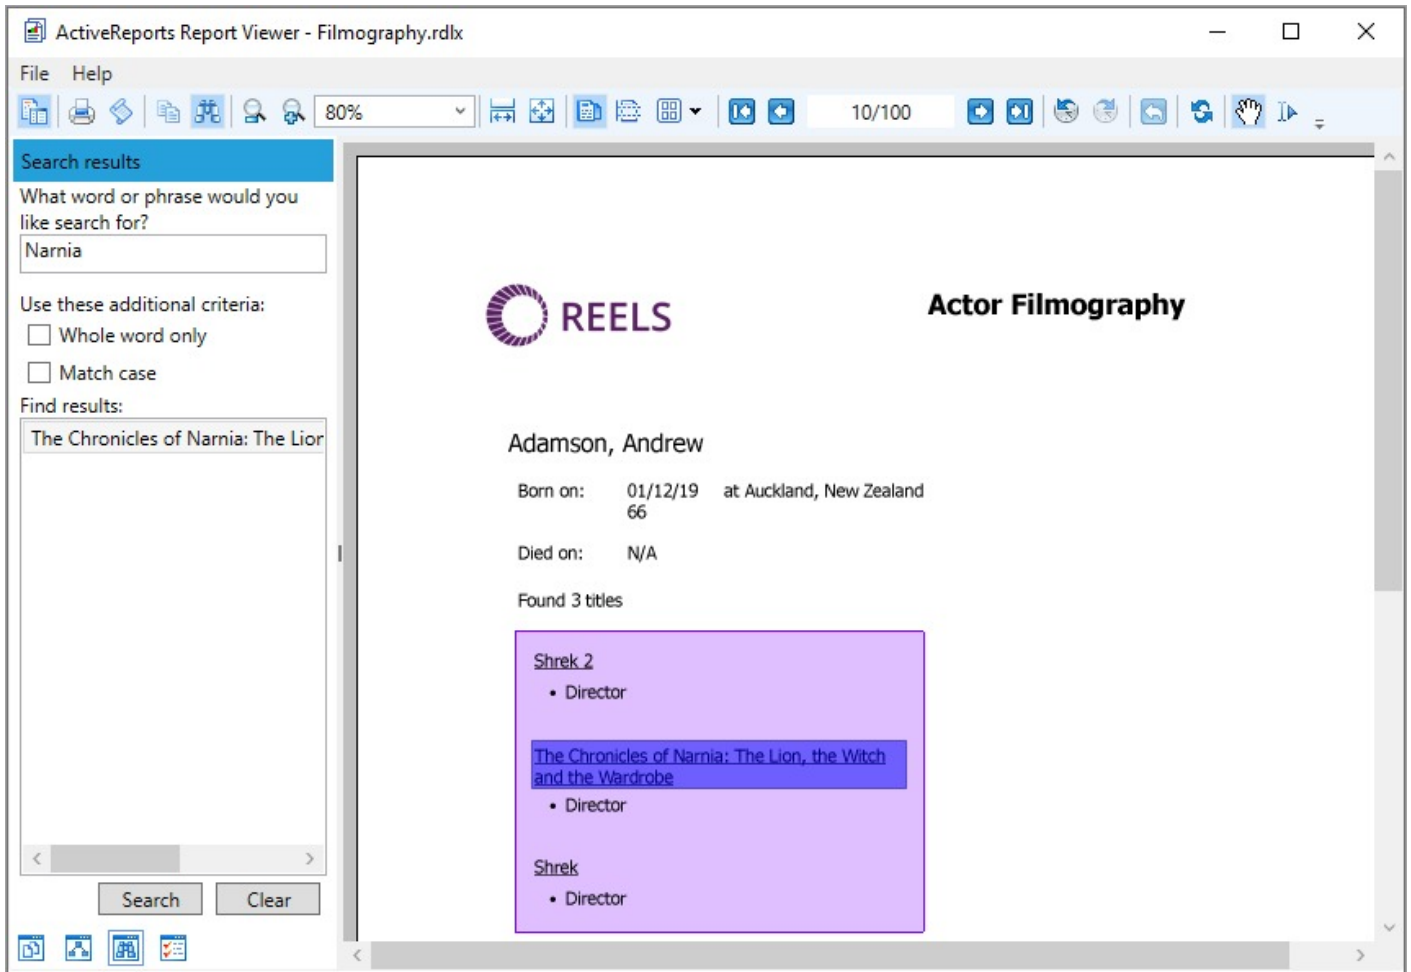 ActiveReports Report Viewer - Filmography.rdlx
File Help
80%
10/100
Search results
What word or phrase would you
like search for?
Narnia
Use these additional criteria:
Whole word only
Match case
Find results:
The Chronicles of Narnia: The Lior
Search Clear
REELS
Actor Filmography
Adamson, Andrew
Born on: 01/12/19 at Auckland, New Zealand
66
Died on: N/A
Found 3 titles
Shrek 2
• Director
The Chronicles of Narnia: The Lion, the Witch
and the Wardrobe
• Director
Shrek
• Director